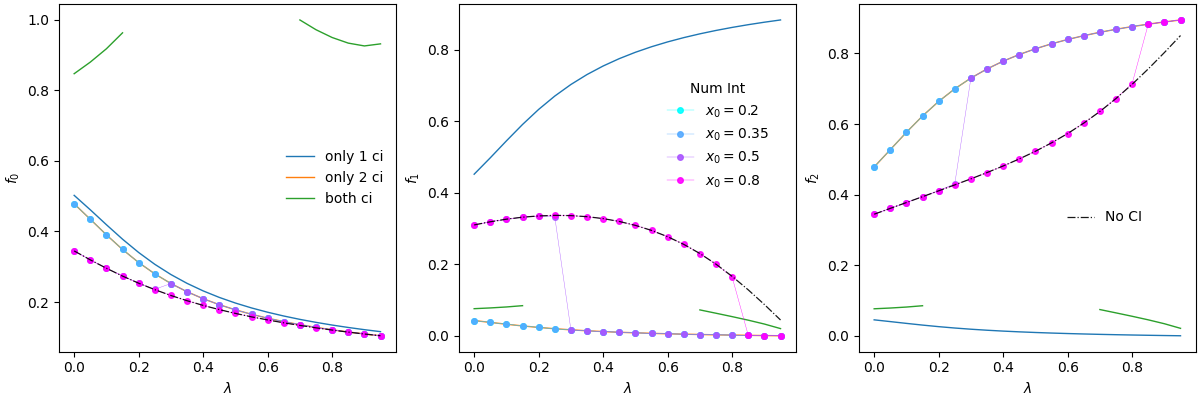 1.0
0.8
0.6
0.4
0.2
f₀
only 1 ci
only 2 ci
both ci
0.0 0.2 0.4 0.6 0.8
λ
0.8
0.6
0.4
0.2
0.0
f₁
Num Int
x₀ = 0.2
x₀ = 0.35
x₀ = 0.5
x₀ = 0.8
0.0 0.2 0.4 0.6 0.8
λ
0.8
0.6
0.4
0.2
0.0
f₂
No CI
0.0 0.2 0.4 0.6 0.8
λ